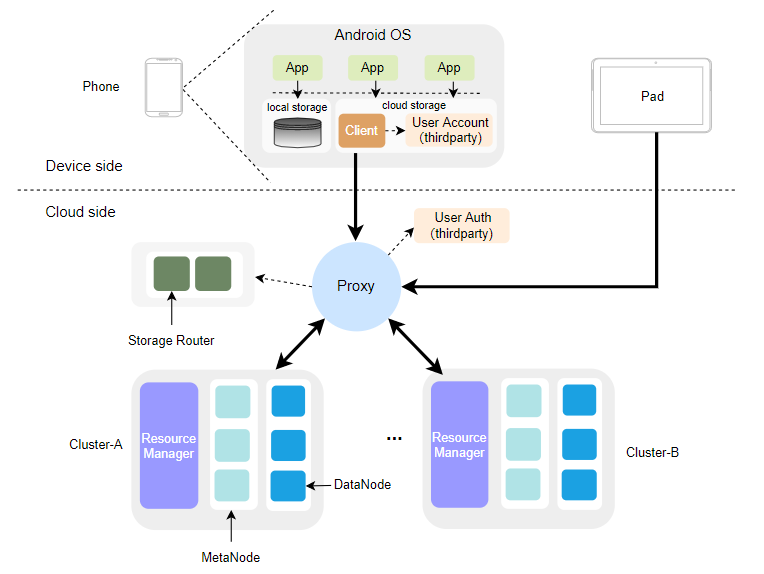 Android OS
Phone
App
App
App
Pad
local storage
cloud storage
Client
User Account
(thirdparty)
Device side
Cloud side
User Auth
(thirdparty)
Proxy
Storage Router
Cluster-A
Resource
Manager
...
Resource
Manager
Cluster-B
DataNode
MetaNode